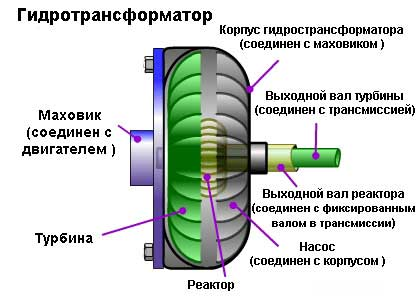 Гидротрансформатор
Корпус гидротрансформатора
(соединен с маховиком )
Выходной вал турбины
(соединен с трансмиссией)
Маховик
(соединен с
двигателем )
Выходной вал реактора
(соединен с фиксированным
валом в трансмиссии)
Турбина
Насос
(соединен с корпусом )
Реактор